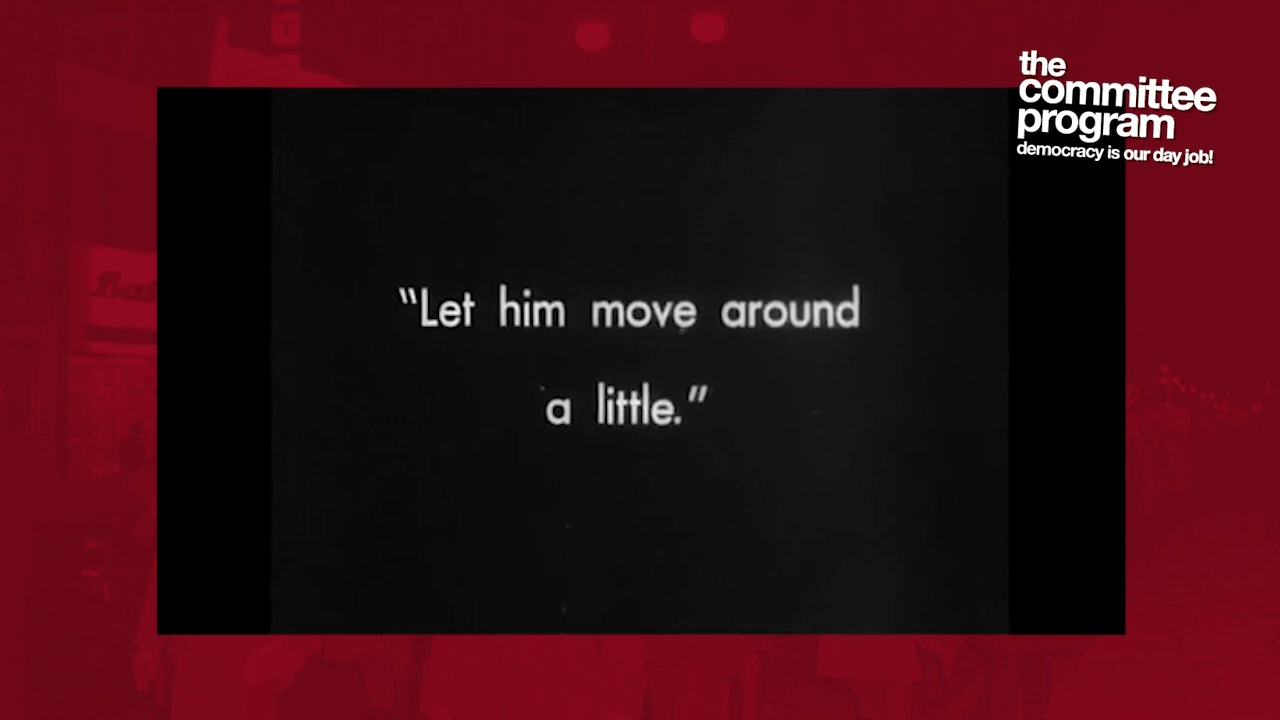 the
committee
program
democracy is our day job!
"Let him move around
a little."